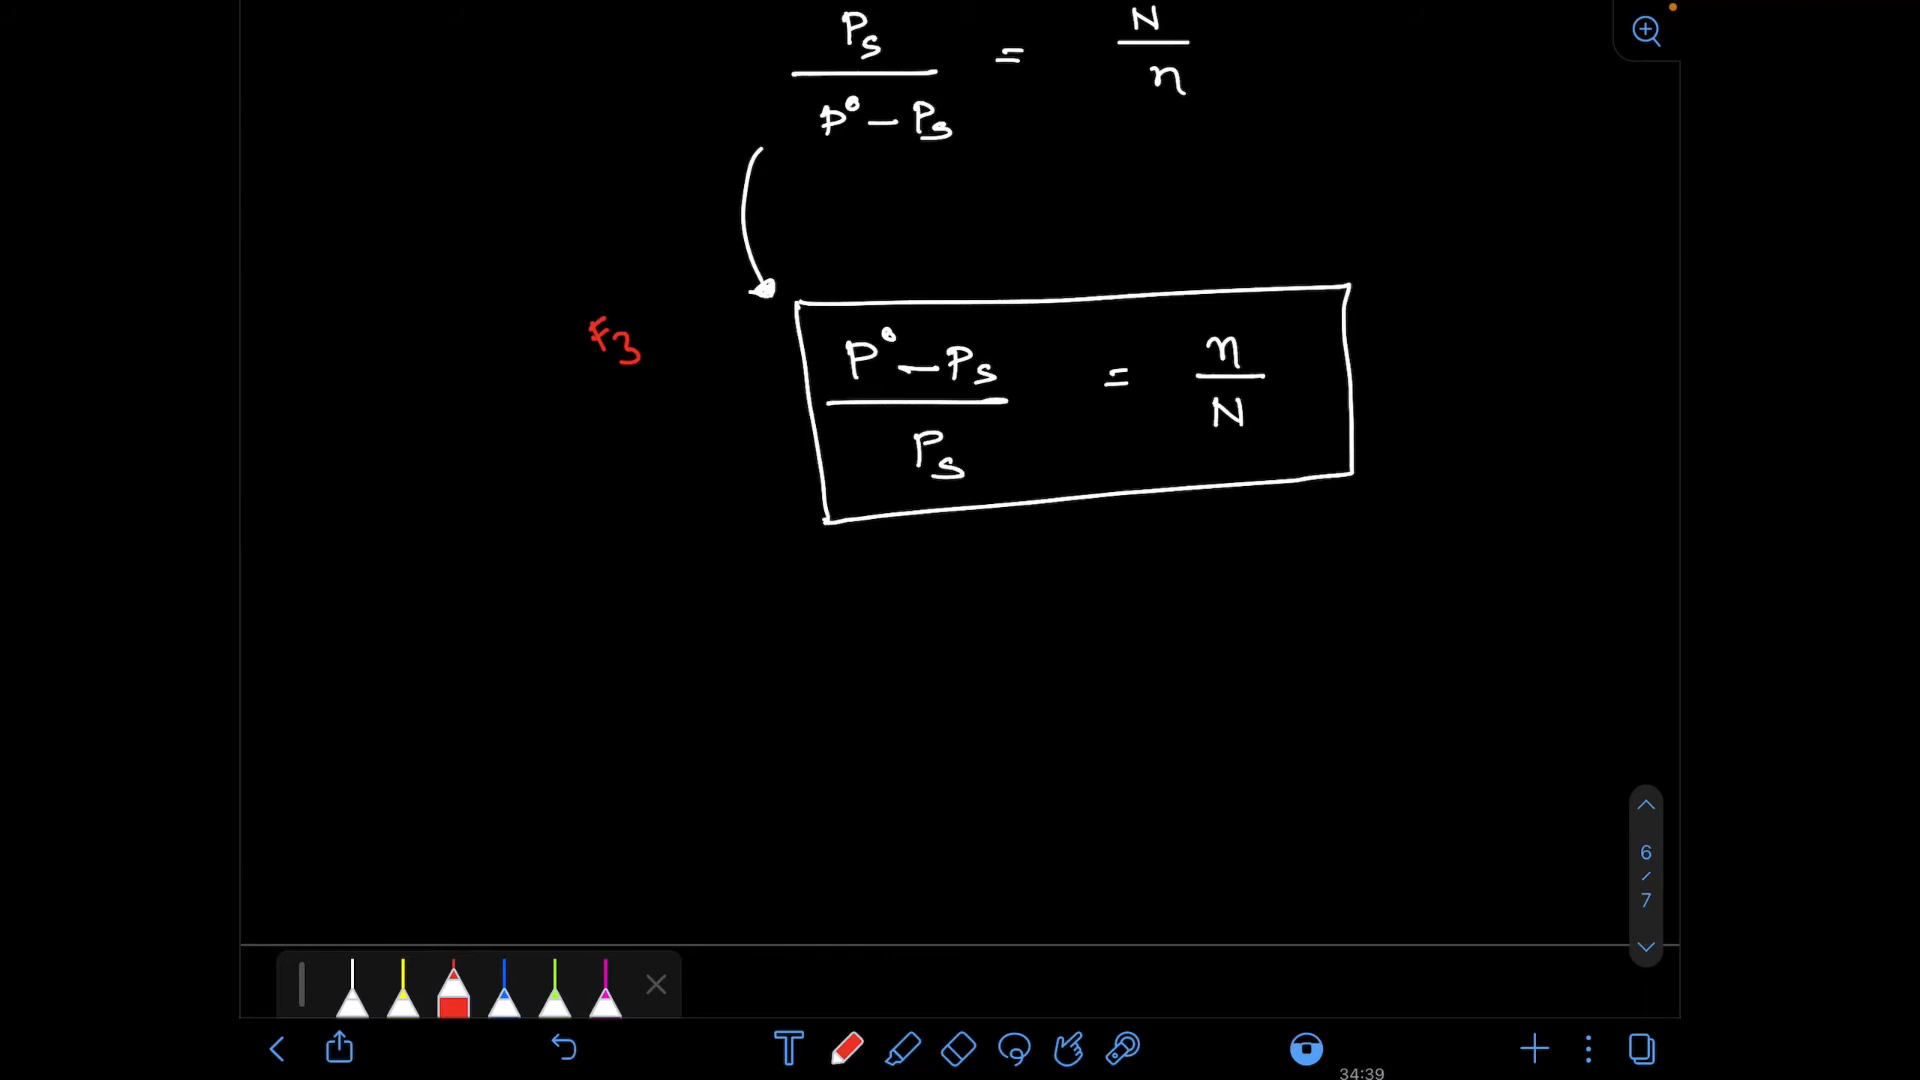 Ps / (P° − Ps) = N / n
F3
(P° − Ps) / Ps = n / N
6
/
7
T
34:39